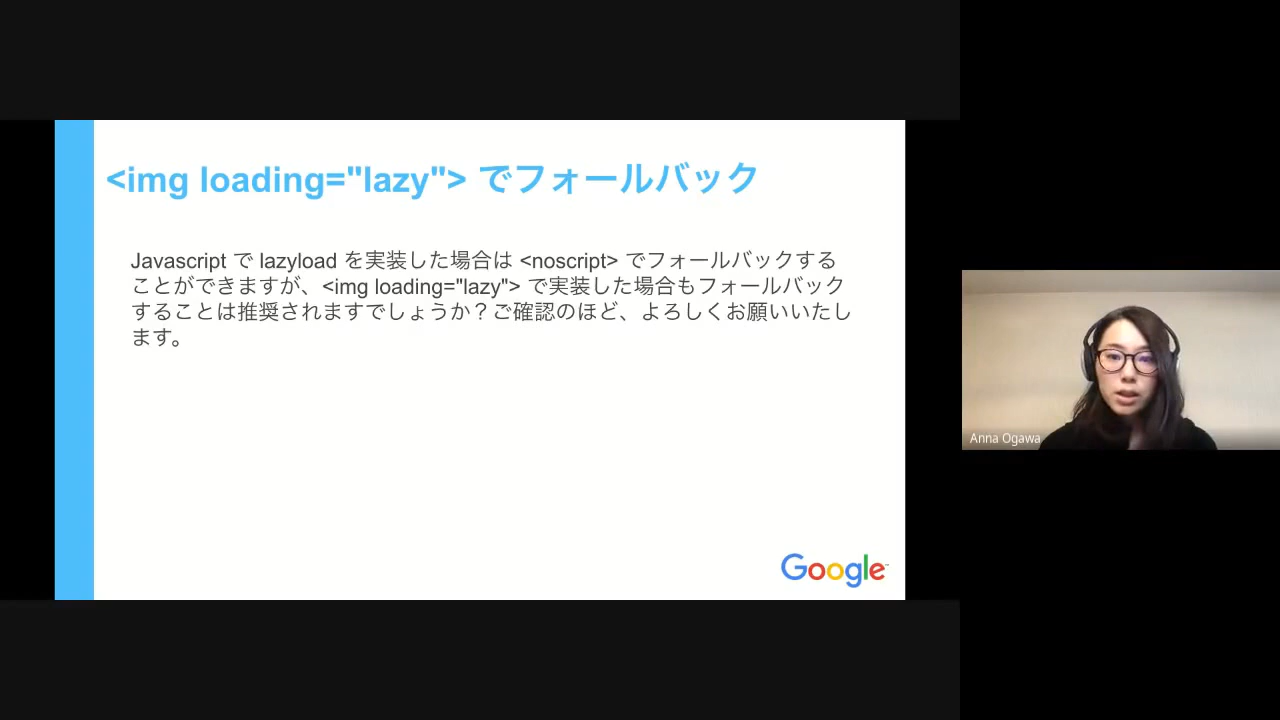 <img loading="lazy"> でフォールバック
Javascript で lazyload を実装した場合は <noscript> でフォールバックする
ことができますが、<img loading="lazy"> で実装した場合もフォールバック
することは推奨されますでしょうか？ご確認のほど、よろしくお願いいたし
ます。
Google
Anna Ogawa